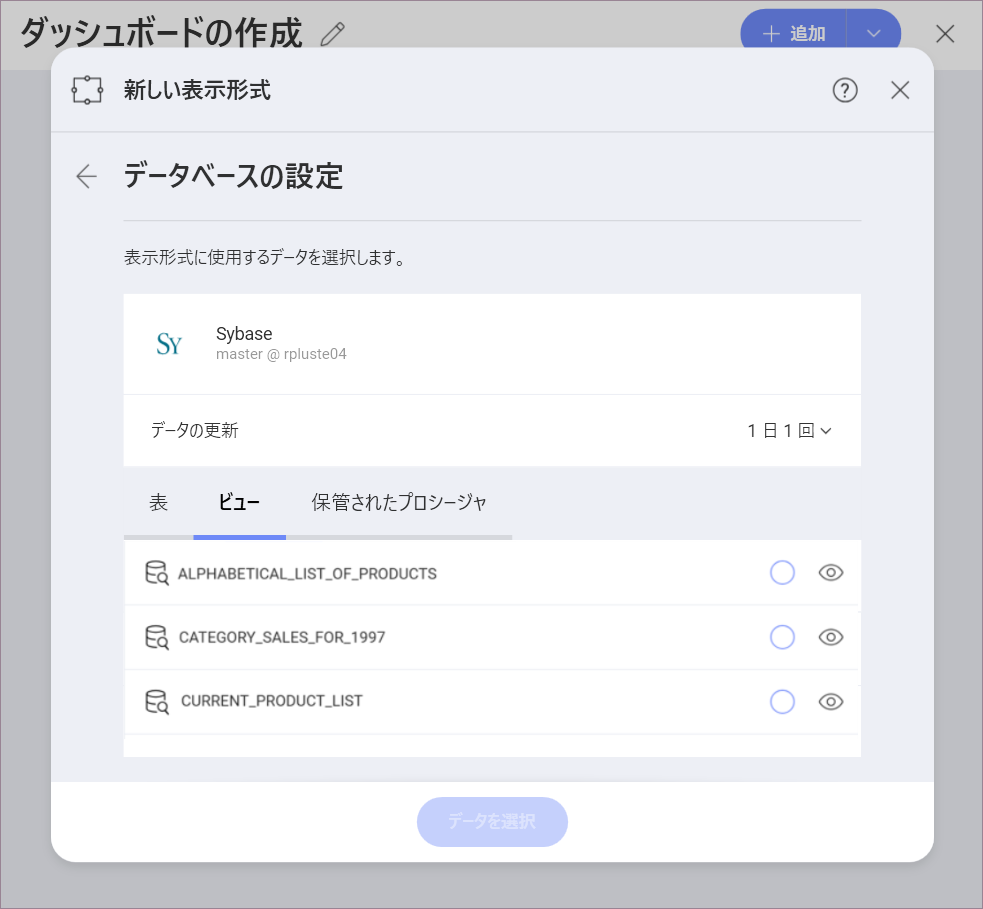 ダッシュボードの作成
追加
新しい表示形式
データベースの設定
表示形式に使用するデータを選択します。
SY
Sybase
master @ rpluste04
データの更新
1 日 1 回
表 ビュー 保管されたプロシージャ
ALPHABETICAL_LIST_OF_PRODUCTS
CATEGORY_SALES_FOR_1997
CURRENT_PRODUCT_LIST
データを選択